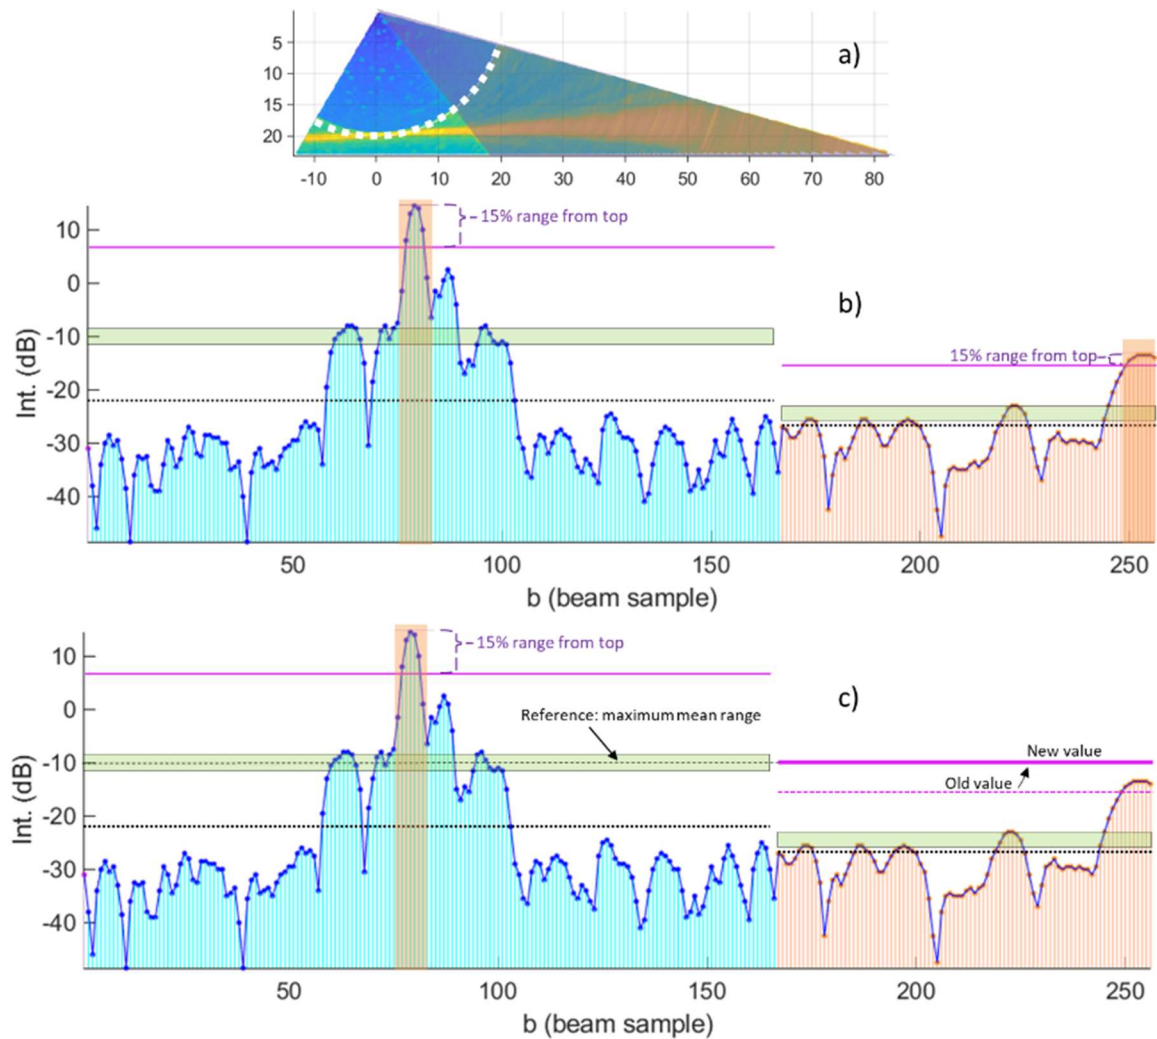 a)
5
10
15
20
-10 0 10 20 30 40 50 60 70 80
15% range from top
10
0
-10
-20
-30
-40
Int. (dB)
b)
15% range from top
50 100 150 200 250
b (beam sample)
15% range from top
10
0
-10
-20
-30
-40
Int. (dB)
c)
Reference: maximum mean range
New value
Old value
50 100 150 200 250
b (beam sample)